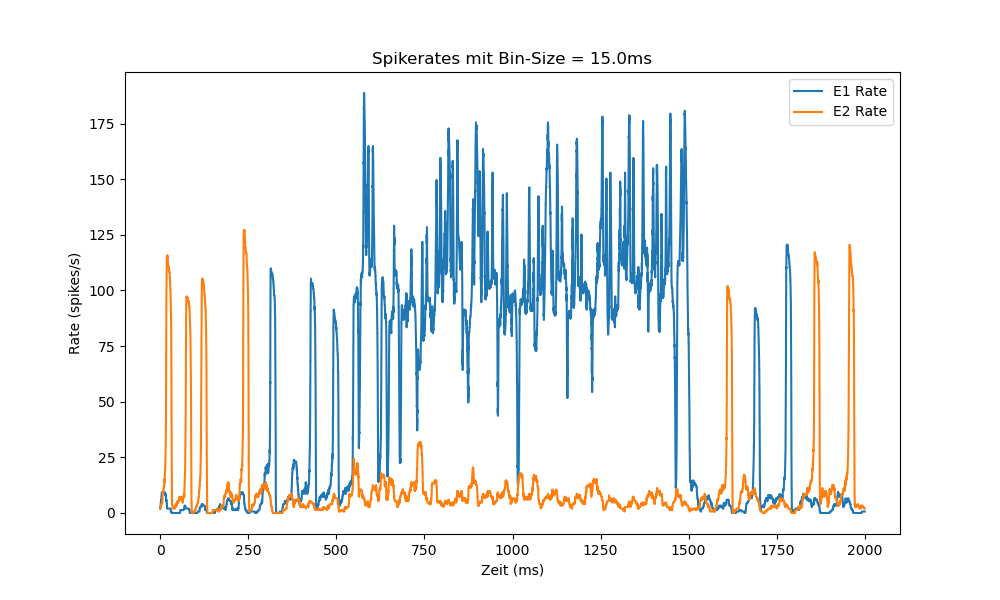 Spikerates mit Bin-Size = 15.0ms
E1 Rate
E2 Rate
175
150
125
100
75
50
25
0
Rate (spikes/s)
0 250 500 750 1000 1250 1500 1750 2000
Zeit (ms)